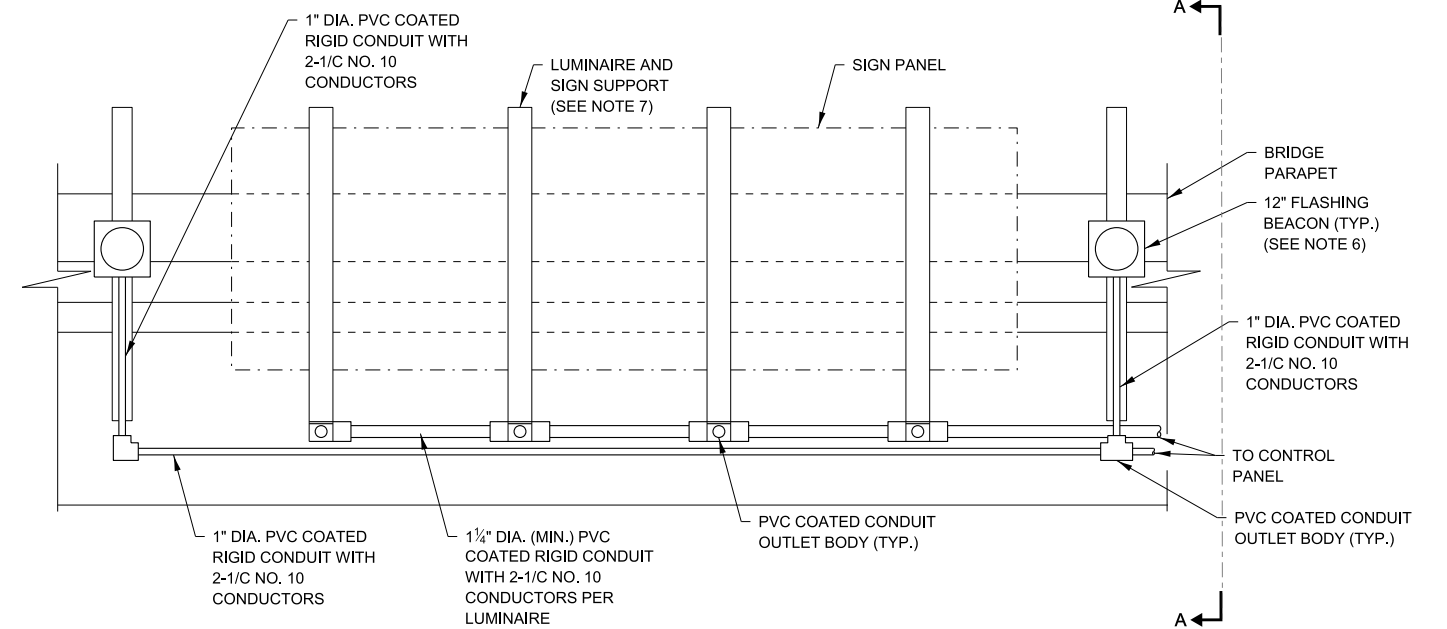 A
1" DIA. PVC COATED
RIGID CONDUIT WITH
2-1/C NO. 10
CONDUCTORS
LUMINAIRE AND
SIGN SUPPORT
(SEE NOTE 7)
SIGN PANEL
BRIDGE
PARAPET
12" FLASHING
BEACON (TYP.)
(SEE NOTE 6)
1" DIA. PVC COATED
RIGID CONDUIT WITH
2-1/C NO. 10
CONDUCTORS
TO CONTROL
PANEL
PVC COATED CONDUIT
OUTLET BODY (TYP.)
1" DIA. PVC COATED
RIGID CONDUIT WITH
2-1/C NO. 10
CONDUCTORS
1¼" DIA. (MIN.) PVC
COATED RIGID CONDUIT
WITH 2-1/C NO. 10
CONDUCTORS PER
LUMINAIRE
PVC COATED CONDUIT
OUTLET BODY (TYP.)
A